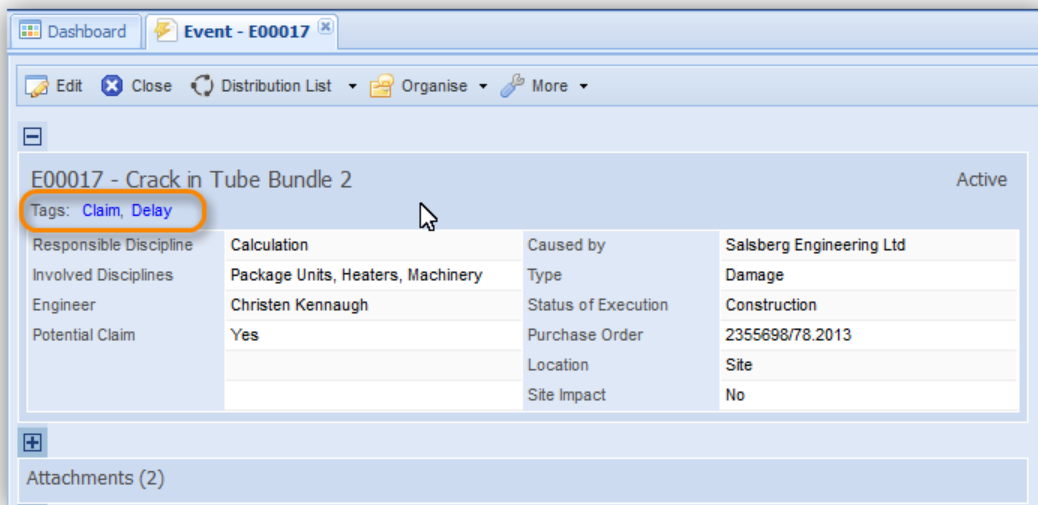 Dashboard Event - E00017
Edit Close Distribution List Organise More
E00017 - Crack in Tube Bundle 2 Active
Tags: Claim, Delay
Responsible Discipline Calculation Caused by Salsberg Engineering Ltd
Involved Disciplines Package Units, Heaters, Machinery Type Damage
Engineer Christen Kennaugh Status of Execution Construction
Potential Claim Yes Purchase Order 2355698/78.2013
Location Site
Site Impact No
Attachments (2)